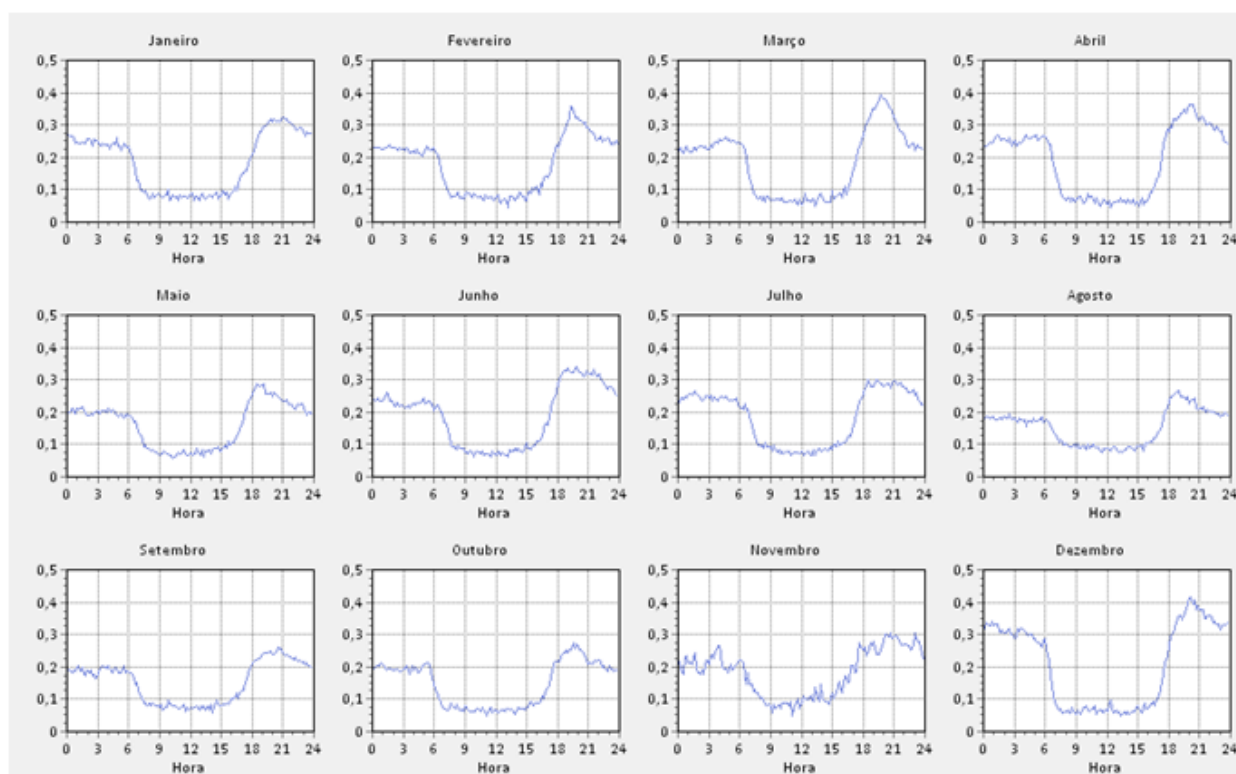 Janeiro Fevereiro Março Abril
0,5 0,5 0,5 0,5
0,4 0,4 0,4 0,4
0,3 0,3 0,3 0,3
0,2 0,2 0,2 0,2
0,1 0,1 0,1 0,1
0 0 0 0
0 3 6 9 12 15 18 21 24 0 3 6 9 12 15 18 21 24 0 3 6 9 12 15 18 21 24 0 3 6 9 12 15 18 21 24
Hora Hora Hora Hora
Maio Junho Julho Agosto
0,5 0,5 0,5 0,5
0,4 0,4 0,4 0,4
0,3 0,3 0,3 0,3
0,2 0,2 0,2 0,2
0,1 0,1 0,1 0,1
0 0 0 0
0 3 6 9 12 15 18 21 24 0 3 6 9 12 15 18 21 24 0 3 6 9 12 15 18 21 24 0 3 6 9 12 15 18 21 24
Hora Hora Hora Hora
Setembro Outubro Novembro Dezembro
0,5 0,5 0,5 0,5
0,4 0,4 0,4 0,4
0,3 0,3 0,3 0,3
0,2 0,2 0,2 0,2
0,1 0,1 0,1 0,1
0 0 0 0
0 3 6 9 12 15 18 21 24 0 3 6 9 12 15 18 21 24 0 3 6 9 12 15 18 21 24 0 3 6 9 12 15 18 21 24
Hora Hora Hora Hora